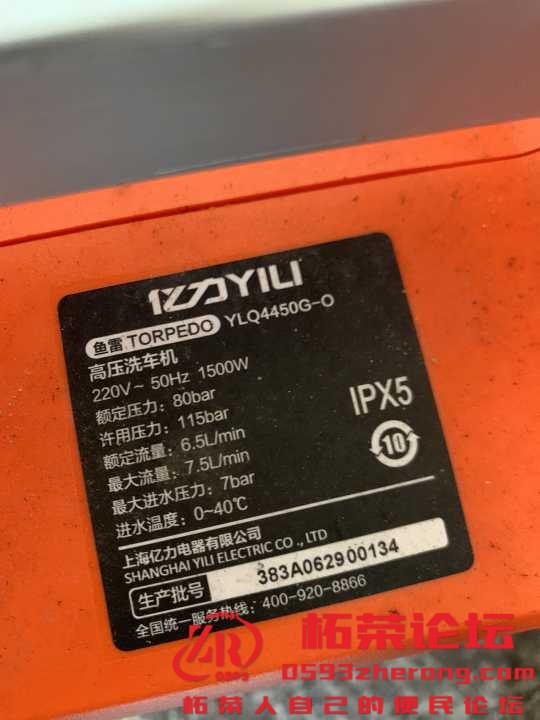 亿力YILI
鱼雷 TORPEDO YLQ4450G-O
高压洗车机
220V~50Hz 1500W
额定压力: 80bar
许用压力: 115bar
额定流量: 6.5L/min
最大流量: 7.5L/min
最大进水压力: 7bar
进水温度: 0~40℃
IPX5
10
上海亿力电器有限公司
SHANGHAI YILI ELECTRIC CO., LTD
生产批号 383A062900134
全国统一服务热线: 400-920-8866
ZR
0593
柘荣论坛
0593zherong.com
柘荣人自己的便民论坛